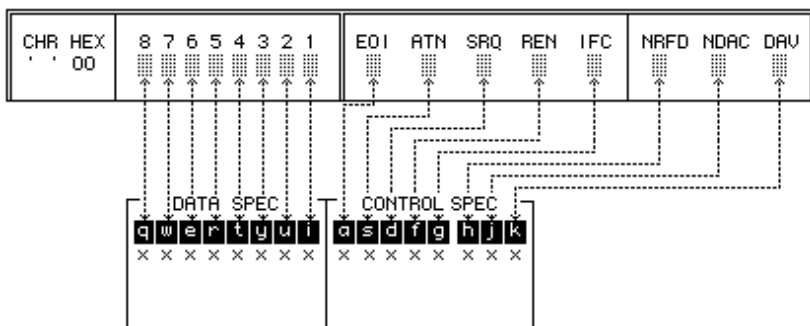 CHR HEX 8 7 6 5 4 3 2 1 EOI ATN SRQ REN IFC NRFD NDAC DAV
' ' 00
DATA SPEC CONTROL SPEC
q w e r t y u i a s d f g h j k
× × × × × × × × × × × × × × × ×